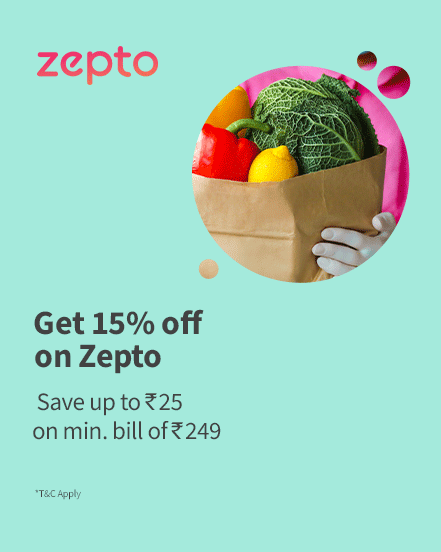 zepto
Get 15% off
on Zepto
Save up to ₹25
on min. bill of ₹249
*T&C Apply